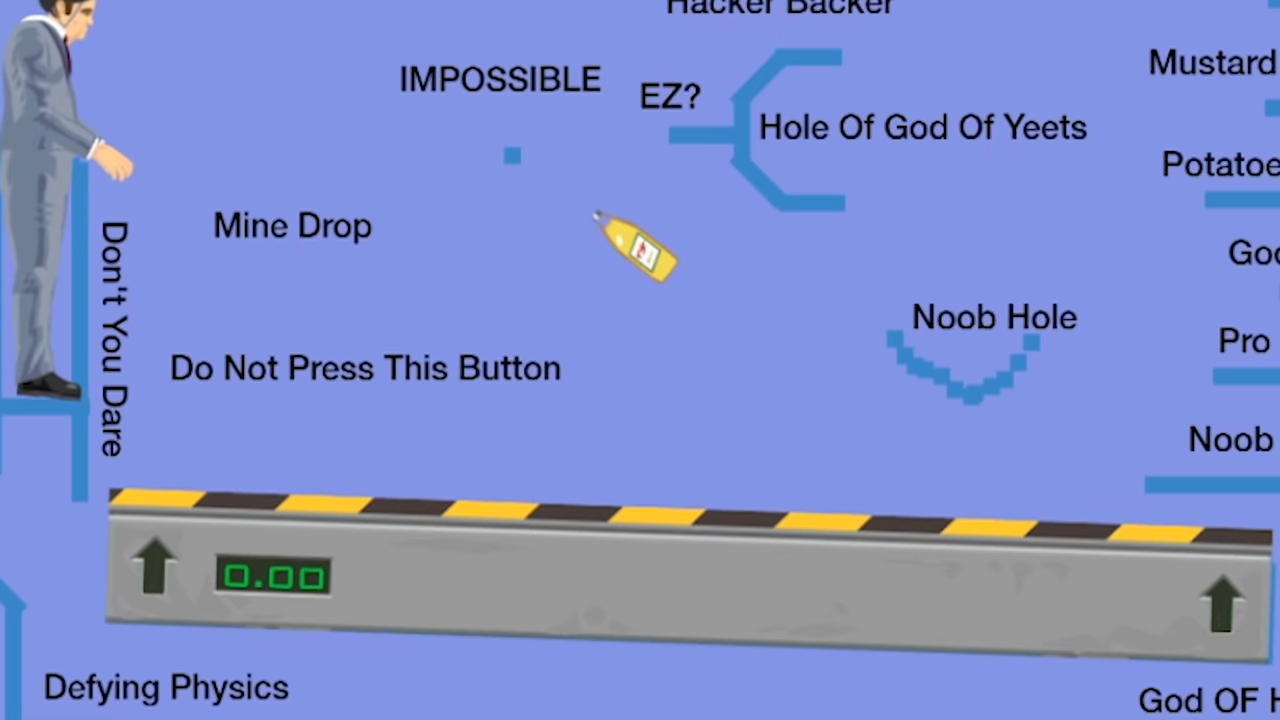 Hacker Backer
IMPOSSIBLE
EZ?
Mustard
Hole Of God Of Yeets
Potatoe
Mine Drop
Don't You Dare
Goo
Noob Hole
Pro
Do Not Press This Button
Noob
0.00
Defying Physics
God OF H